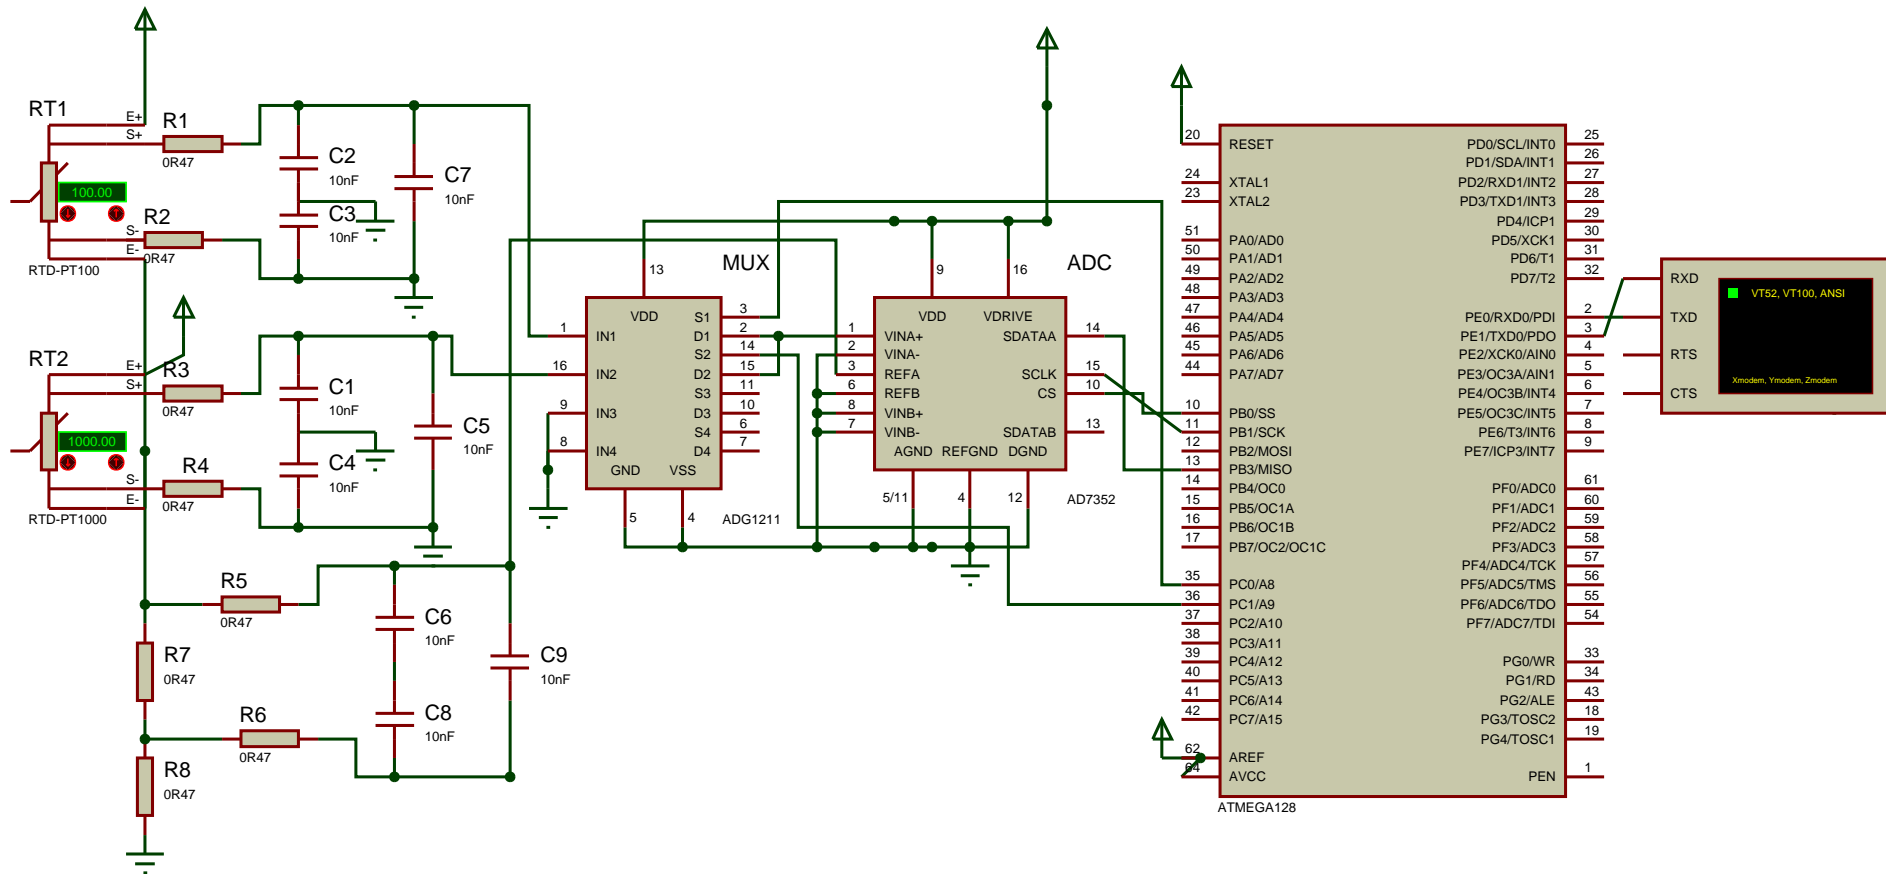 RT1
E+
S+
100.00
S-
E-
RTD-PT100
R1
0R47
R2
0R47
C2
10nF
C3
10nF
C7
10nF
RT2
E+
S+
1000.00
S-
E-
RTD-PT1000
R3
0R47
R4
0R47
C1
10nF
C4
10nF
C5
10nF
R5
0R47
R6
0R47
R7
0R47
R8
0R47
C6
10nF
C8
10nF
C9
10nF
MUX
13
VDD
1 IN1
16 IN2
9 IN3
8 IN4
S1 3
D1 2
S2 14
D2 15
S3 11
D3 10
S4 6
D4 7
GND VSS
5 4
ADG1211
ADC
9 16
VDD VDRIVE
1 VINA+
2 VINA-
3 REFA
6 REFB
8 VINB+
7 VINB-
SDATAA 14
SCLK 15
CS 10
SDATAB 13
AGND REFGND DGND
5/11 4 12
AD7352
20 RESET
24 XTAL1
23 XTAL2
51 PA0/AD0
50 PA1/AD1
49 PA2/AD2
48 PA3/AD3
47 PA4/AD4
46 PA5/AD5
45 PA6/AD6
44 PA7/AD7
10 PB0/SS
11 PB1/SCK
12 PB2/MOSI
13 PB3/MISO
14 PB4/OC0
15 PB5/OC1A
16 PB6/OC1B
17 PB7/OC2/OC1C
35 PC0/A8
36 PC1/A9
37 PC2/A10
38 PC3/A11
39 PC4/A12
40 PC5/A13
41 PC6/A14
42 PC7/A15
62 AREF
64 AVCC
PD0/SCL/INT0 25
PD1/SDA/INT1 26
PD2/RXD1/INT2 27
PD3/TXD1/INT3 28
PD4/ICP1 29
PD5/XCK1 30
PD6/T1 31
PD7/T2 32
PE0/RXD0/PDI 2
PE1/TXD0/PDO 3
PE2/XCK0/AIN0 4
PE3/OC3A/AIN1 5
PE4/OC3B/INT4 6
PE5/OC3C/INT5 7
PE6/T3/INT6 8
PE7/ICP3/INT7 9
PF0/ADC0 61
PF1/ADC1 60
PF2/ADC2 59
PF3/ADC3 58
PF4/ADC4/TCK 57
PF5/ADC5/TMS 56
PF6/ADC6/TDO 55
PF7/ADC7/TDI 54
PG0/WR 33
PG1/RD 34
PG2/ALE 43
PG3/TOSC2 18
PG4/TOSC1 19
PEN 1
ATMEGA128
RXD
TXD
RTS
CTS
VT52, VT100, ANSI
Xmodem, Ymodem, Zmodem